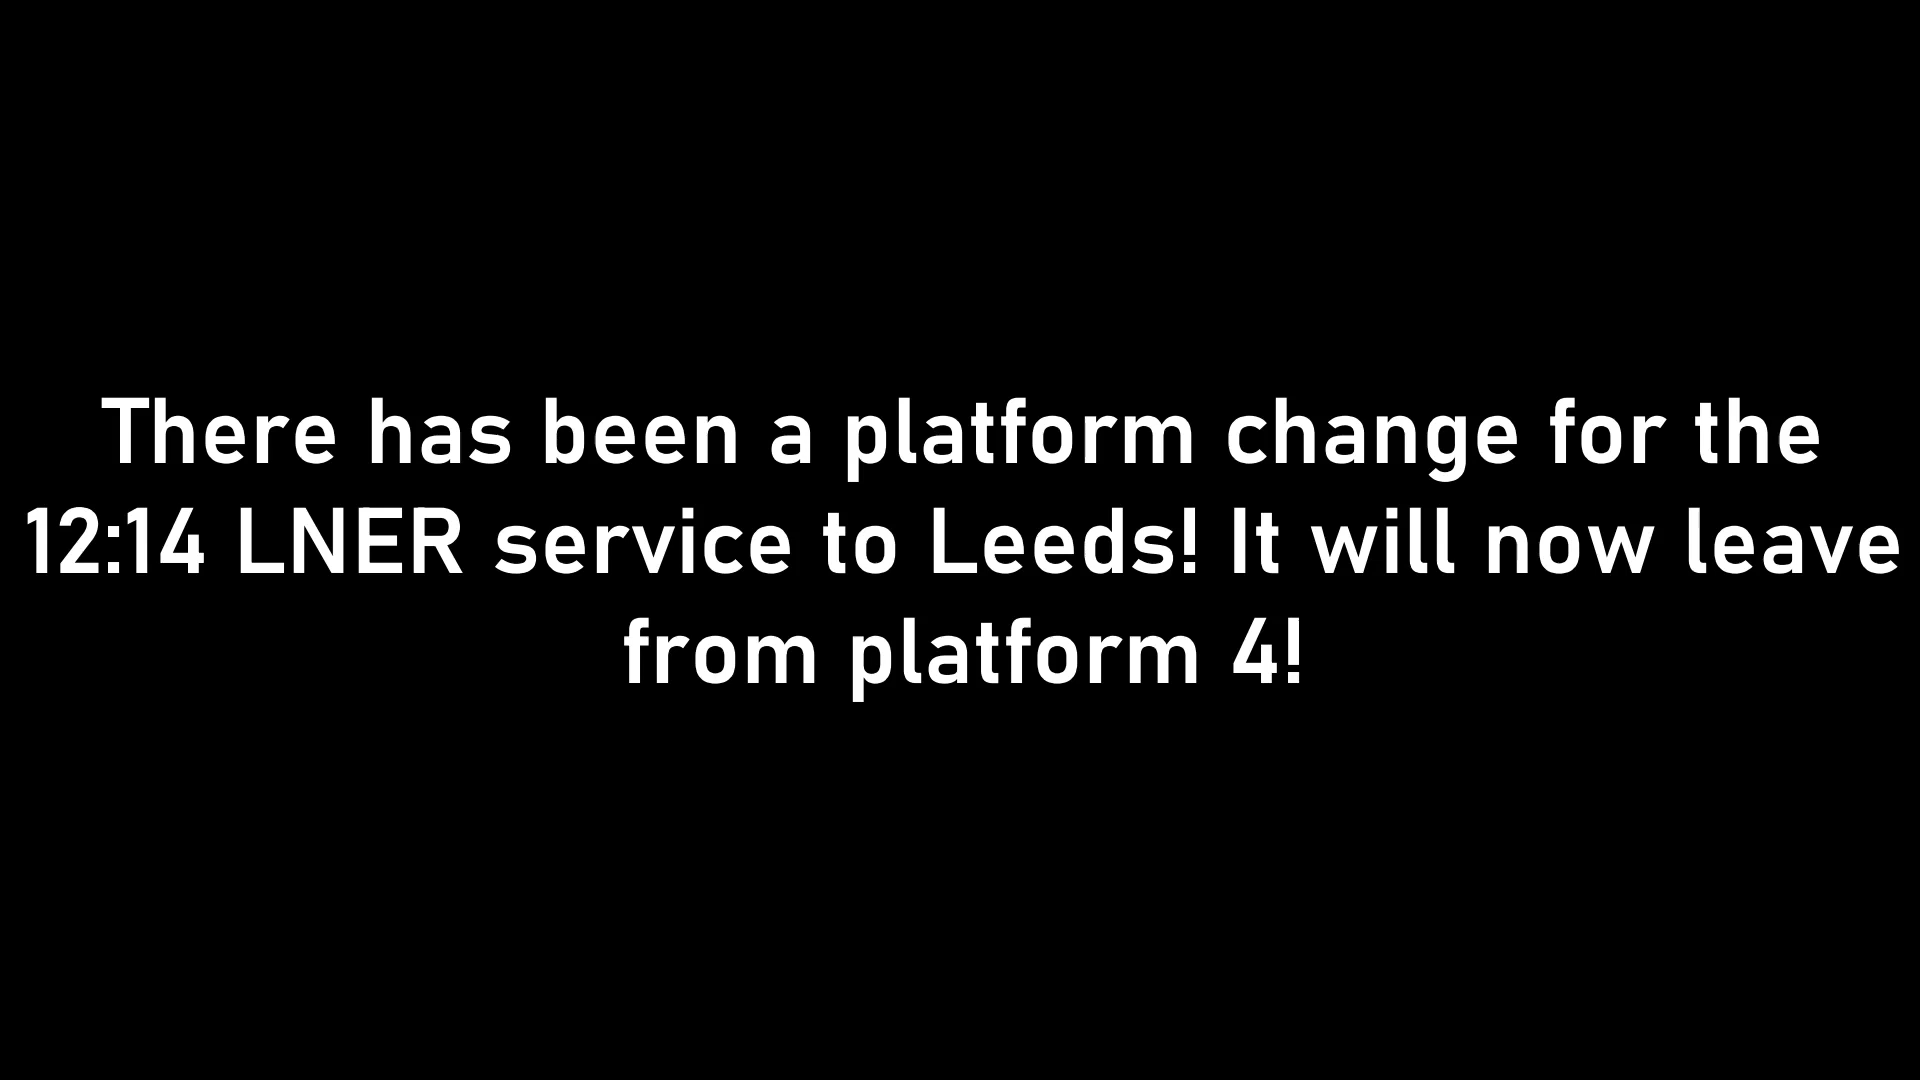 There has been a platform change for the
12:14 LNER service to Leeds! It will now leave
from platform 4!